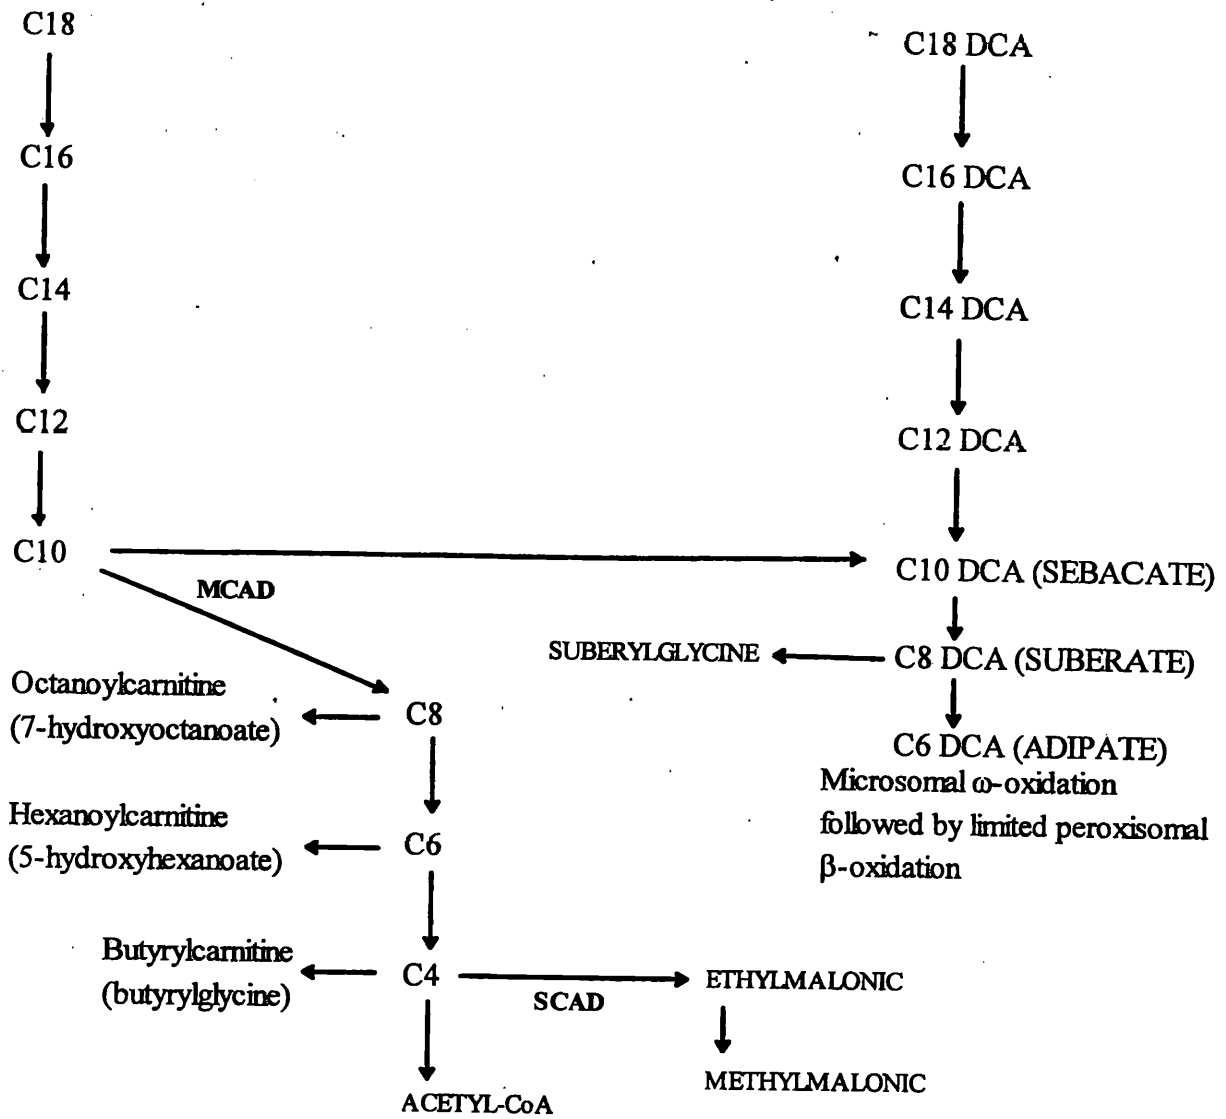 C18
C18 DCA
C16
C16 DCA
C14
C14 DCA
C12
C12 DCA
C10
C10 DCA (SEBACATE)
MCAD
SUBERYLGLYCINE
C8 DCA (SUBERATE)
Octanoylcarnitine
(7-hydroxyoctanoate)
C8
C6 DCA (ADIPATE)
Microsomal ω-oxidation
followed by limited peroxisomal
β-oxidation
Hexanoylcarnitine
(5-hydroxyhexanoate)
C6
Butyrylcarnitine
(butyrylglycine)
C4
SCAD
ETHYLMALONIC
METHYLMALONIC
ACETYL-CoA